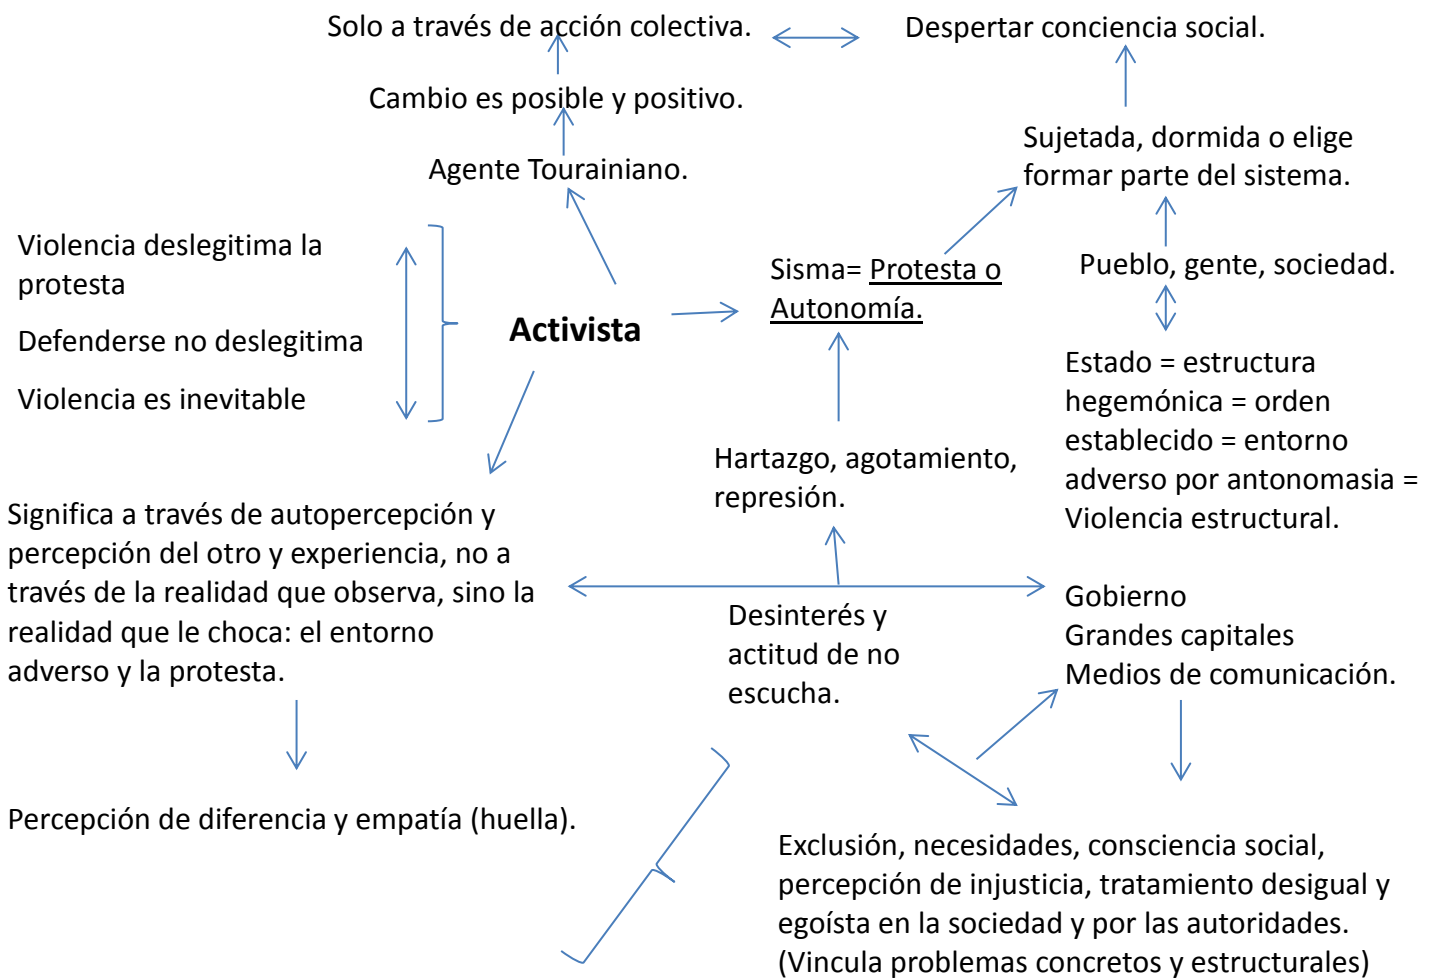 Solo a través de acción colectiva.
Despertar conciencia social.
Cambio es posible y positivo.
Agente Tourainiano.
Sujetada, dormida o elige
formar parte del sistema.
Violencia deslegitima la
protesta
Defenderse no deslegitima
Violencia es inevitable
Activista
Sisma= Protesta o
Autonomía.
Pueblo, gente, sociedad.
Estado = estructura
hegemónica = orden
establecido = entorno
adverso por antonomasia =
Violencia estructural.
Hartazgo, agotamiento,
represión.
Significa a través de autopercepción y
percepción del otro y experiencia, no a
través de la realidad que observa, sino la
realidad que le choca: el entorno
adverso y la protesta.
Desinterés y
actitud de no
escucha.
Gobierno
Grandes capitales
Medios de comunicación.
Percepción de diferencia y empatía (huella).
Exclusión, necesidades, consciencia social,
percepción de injusticia, tratamiento desigual y
egoísta en la sociedad y por las autoridades.
(Vincula problemas concretos y estructurales)